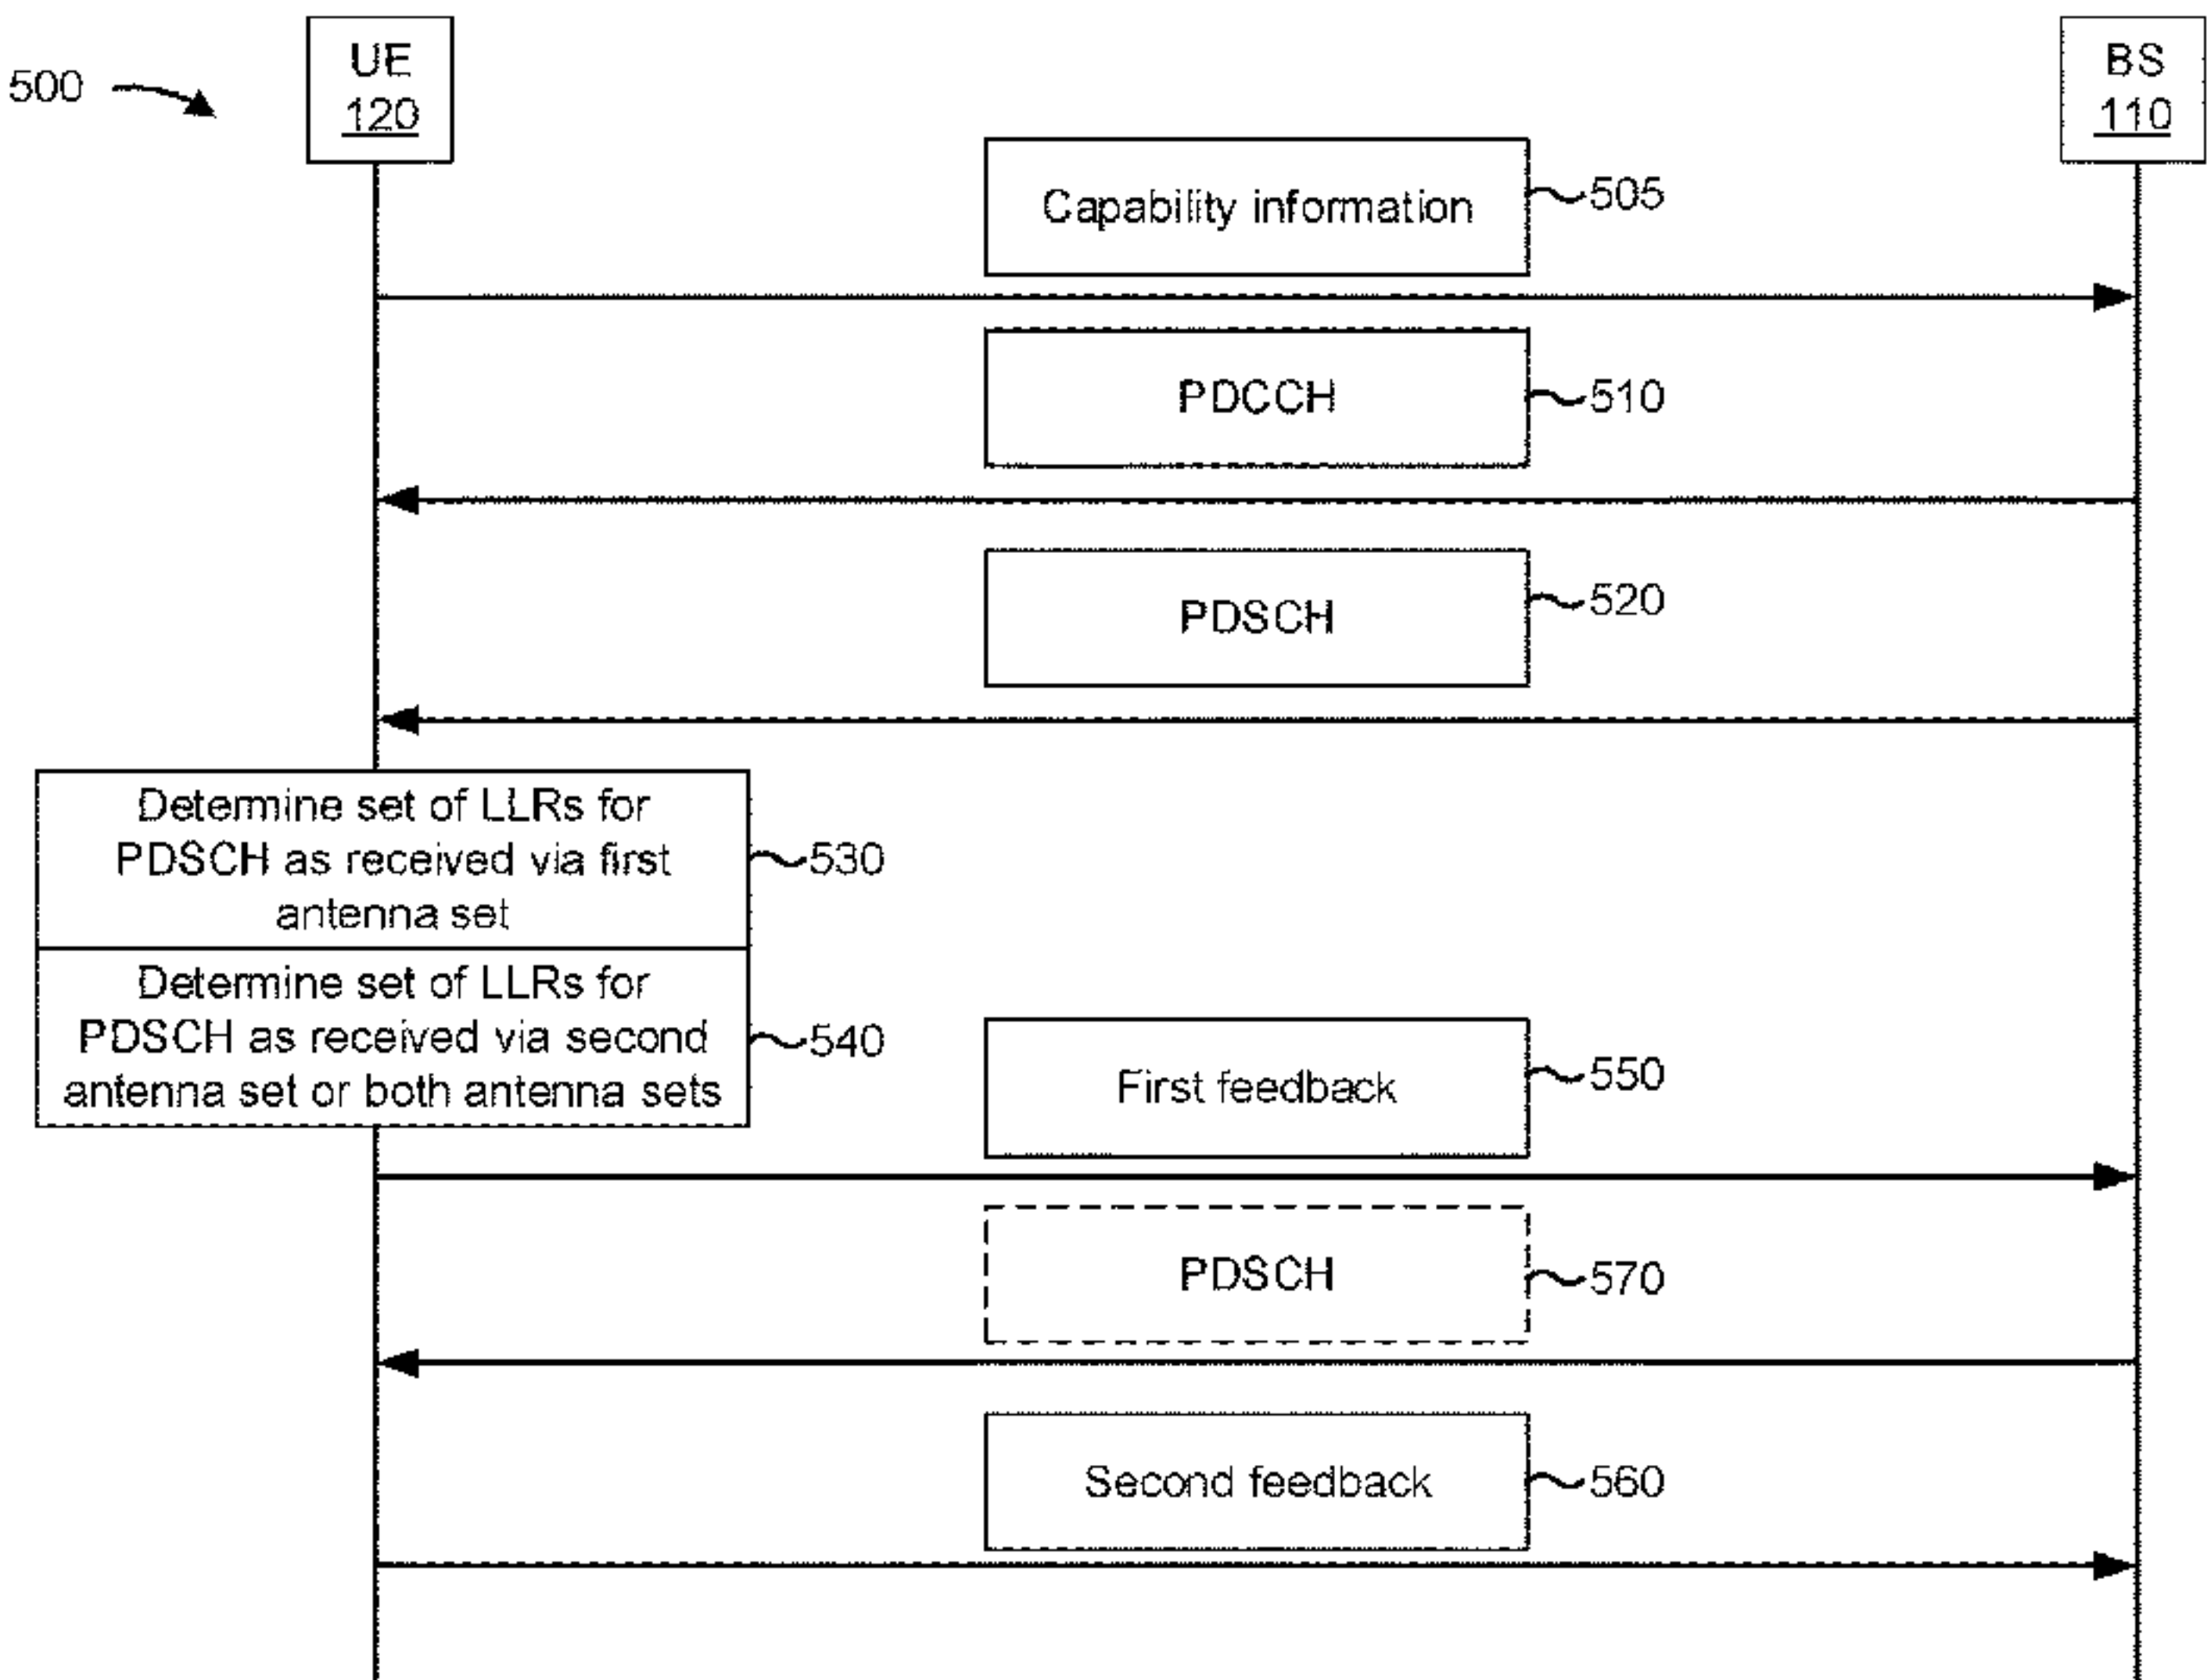 500
UE
120
BS
110
Capability information
505
PDCCH
510
PDSCH
520
Determine set of LLRs for
PDSCH as received via first
antenna set
530
Determine set of LLRs for
PDSCH as received via second
antenna set or both antenna sets
540
First feedback
550
PDSCH
570
Second feedback
560